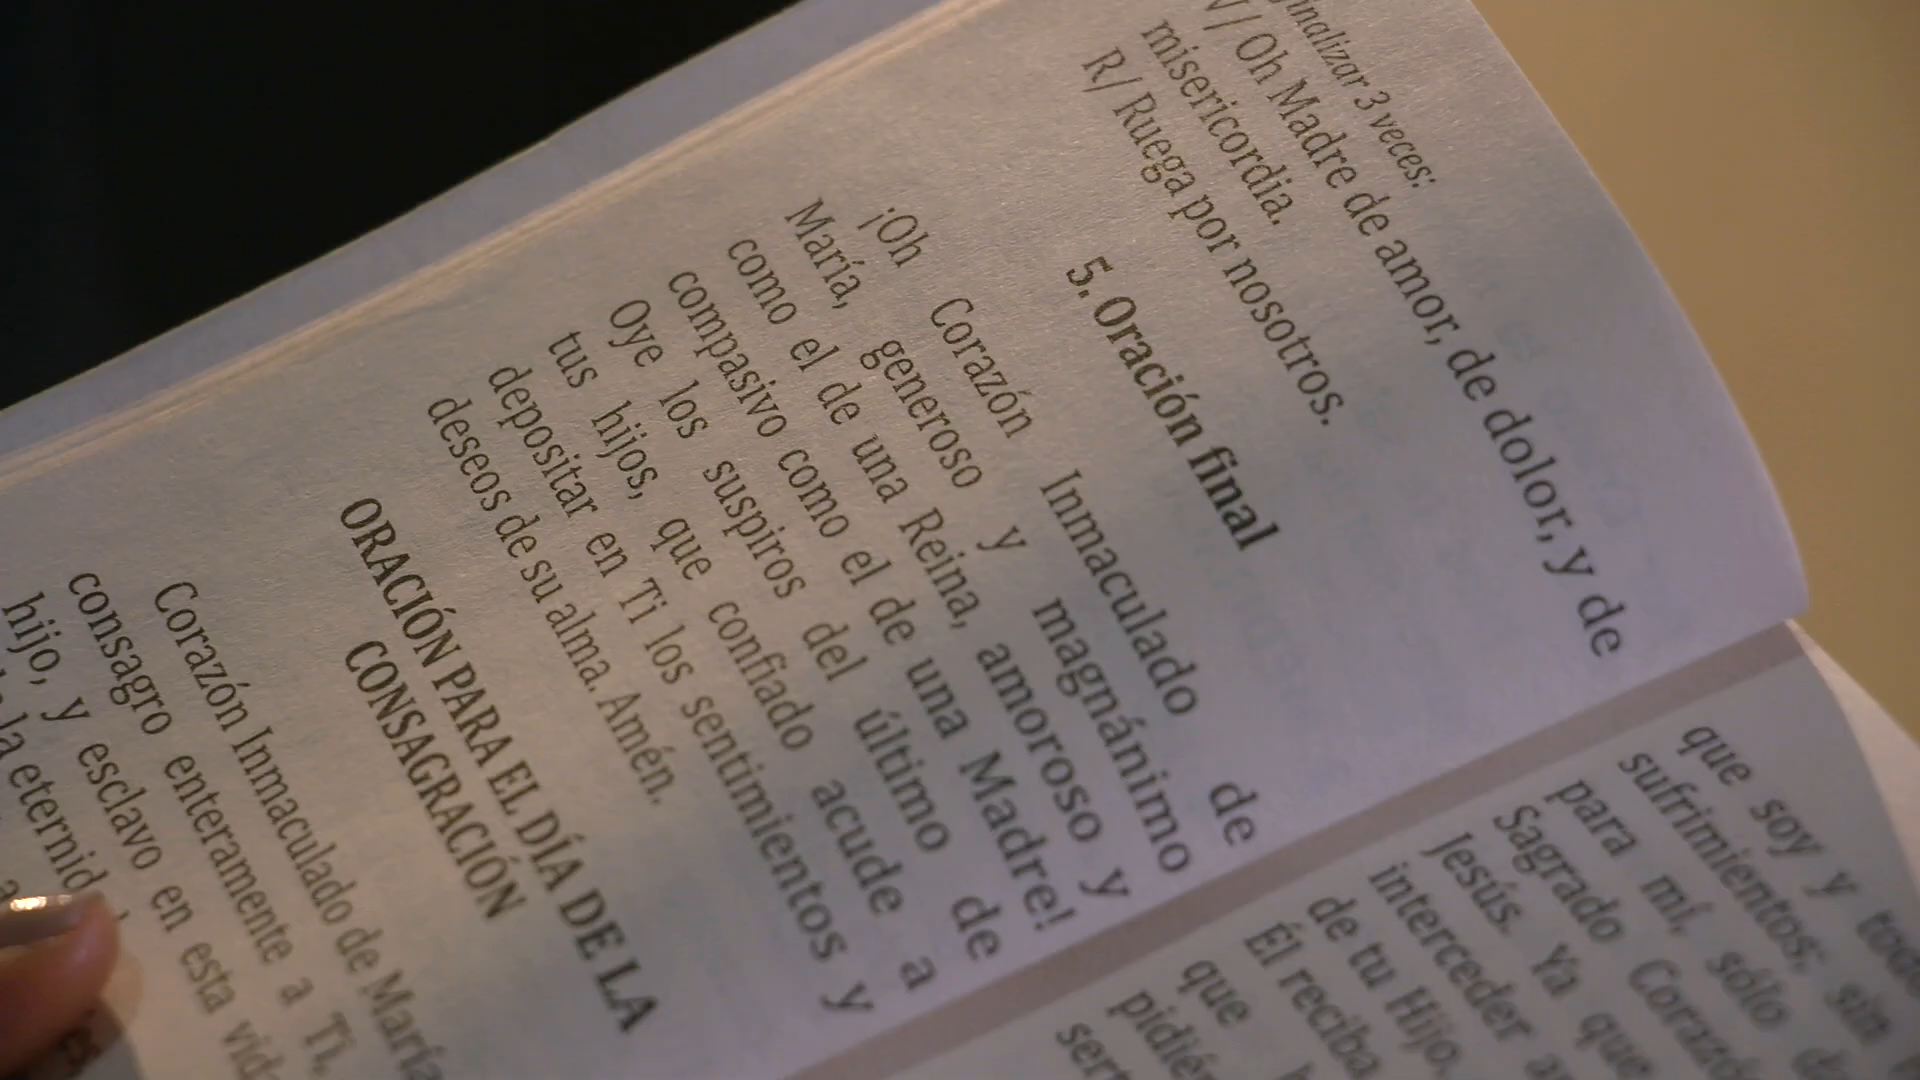 finalizar 3 veces:
V/ Oh Madre de amor, de dolor, y de
misericordia.
R/ Ruega por nosotros.
5. Oración final
¡Oh Corazón Inmaculado de
María, generoso y magnánimo
como el de una Reina, amoroso y
compasivo como el de una Madre!
Oye los suspiros del último de
tus hijos, que confiado acude a
depositar en Ti los sentimientos y
deseos de su alma. Amén.
ORACIÓN PARA EL DÍA DE LA
CONSAGRACIÓN
Corazón Inmaculado de María
consagro enteramente a Ti,
hijo, y esclavo en esta
la
que soy y
sufrimientos; sin
para mí, sólo
Sagrado
Jesús. Ya que
interceder
de tu Hijo,
Él reciba
que